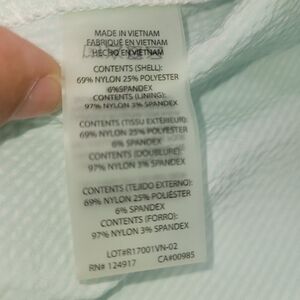 MADE IN VIETNAM
FABRIQUÉ EN VIETNAM
HECHO EN VIETNAM
CONTENTS (SHELL):
69% NYLON 25% POLYESTER
6%SPANDEX
CONTENTS (LINING):
97% NYLON 3% SPANDEX
CONTENTS (TISSU EXTERIEUR):
69% NYLON 25% POLYESTER
6% SPANDEX
CONTENTS (DOUBLURE):
97% NYLON 3% SPANDEX
CONTENTS (TEJIDO EXTERNO):
69% NYLON 25% POLYESTER
6% SPANDEX
CONTENTS (FORRO):
97% NYLON 3% SPANDEX
LOT#R17001VN-02
RN# 124917 CA#00985